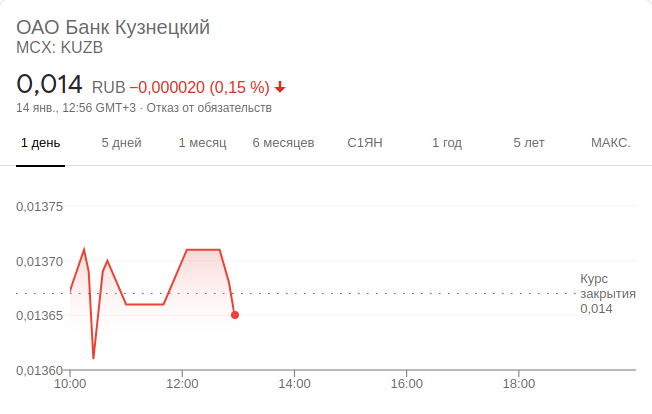 ОАО Банк Кузнецкий
MCX: KUZB
0,014 RUB −0,000020 (0,15 %)
14 янв., 12:56 GMT+3 · Отказ от обязательств
1 день 5 дней 1 месяц 6 месяцев С1ЯН 1 год 5 лет МАКС.
0,01375
0,01370
Курс
закрытия
0,014
0,01365
0,01360
10:00 12:00 14:00 16:00 18:00